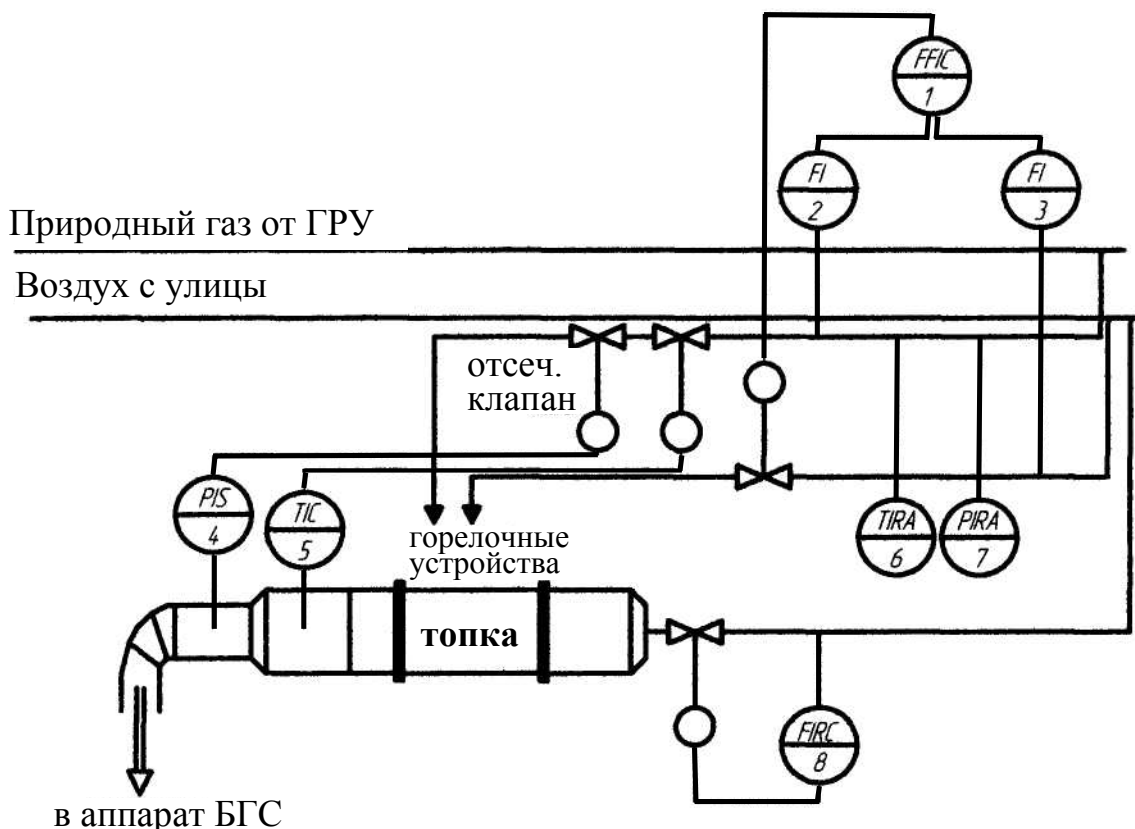 FFIC
1
FI
2
FI
3
Природный газ от ГРУ
Воздух с улицы
отсеч.
клапан
PIS
4
TIC
5
горелочные
устройства
TIRA
6
PIRA
7
топка
FIRC
8
в аппарат БГС